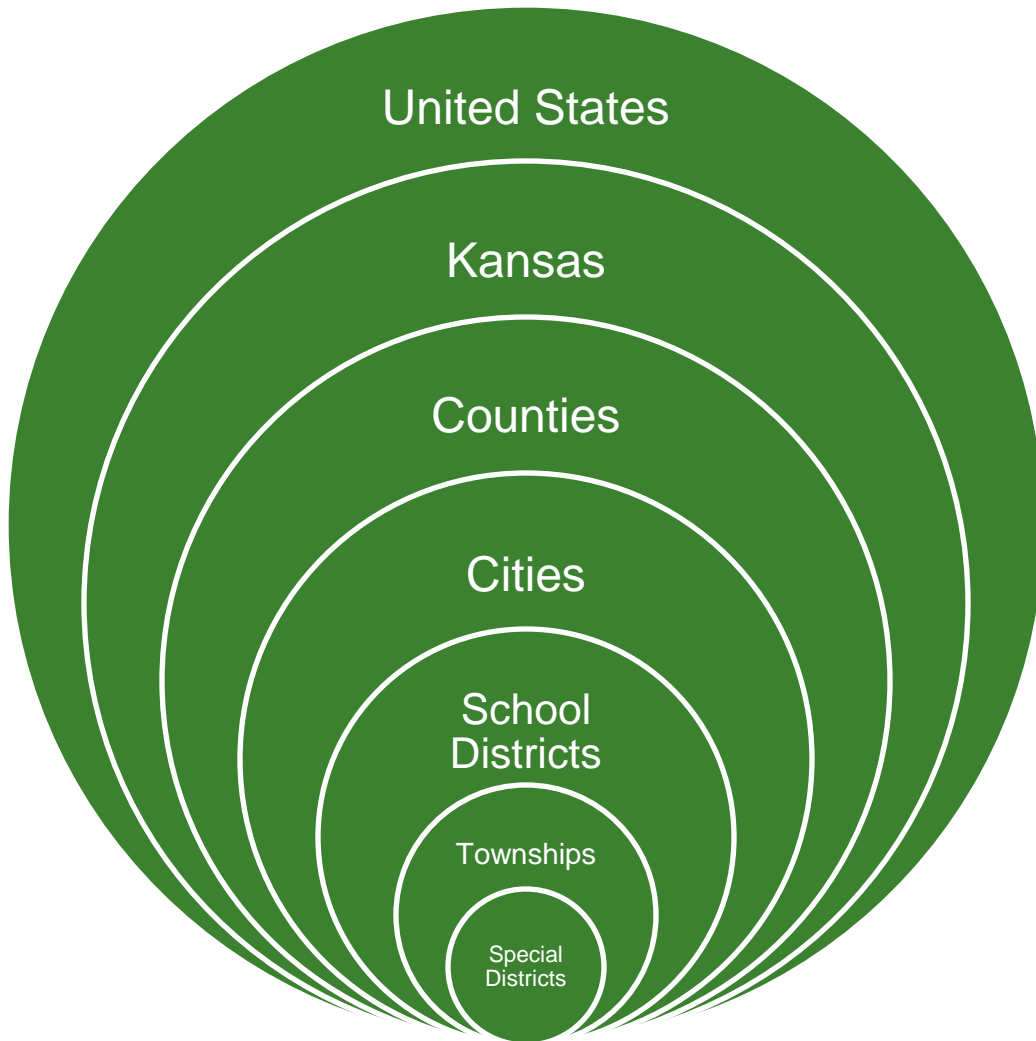 United States
Kansas
Counties
Cities
School
Districts
Townships
Special
Districts